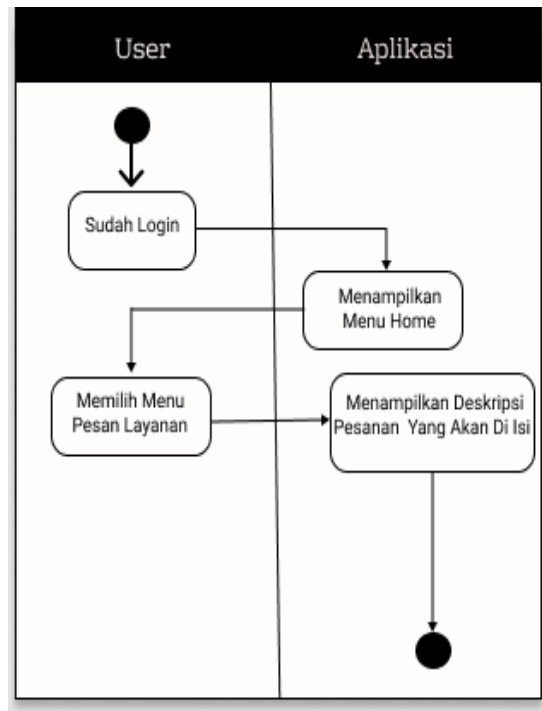 User
Aplikasi
Sudah Login
Menampilkan
Menu Home
Memilih Menu
Pesan Layanan
Menampilkan Deskripsi
Pesanan Yang Akan Di Isi